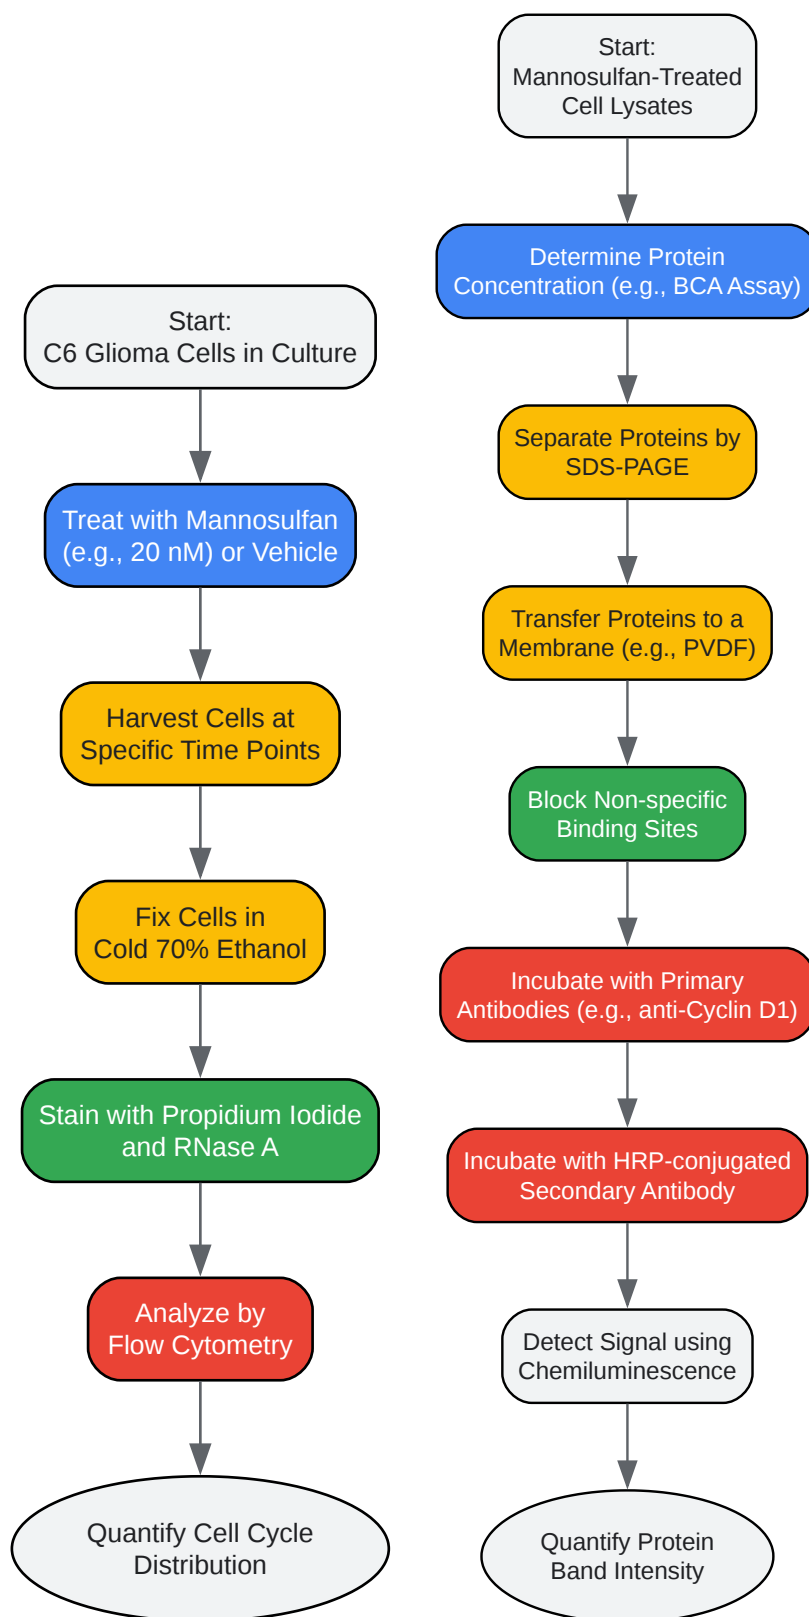 Start:
C6 Glioma Cells in Culture
Treat with Mannosulfan
(e.g., 20 nM) or Vehicle
Harvest Cells at
Specific Time Points
Fix Cells in
Cold 70% Ethanol
Stain with Propidium Iodide
and RNase A
Analyze by
Flow Cytometry
Quantify Cell Cycle
Distribution
Start:
Mannosulfan-Treated
Cell Lysates
Determine Protein
Concentration (e.g., BCA Assay)
Separate Proteins by
SDS-PAGE
Transfer Proteins to a
Membrane (e.g., PVDF)
Block Non-specific
Binding Sites
Incubate with Primary
Antibodies (e.g., anti-Cyclin D1)
Incubate with HRP-conjugated
Secondary Antibody
Detect Signal using
Chemiluminescence
Quantify Protein
Band Intensity